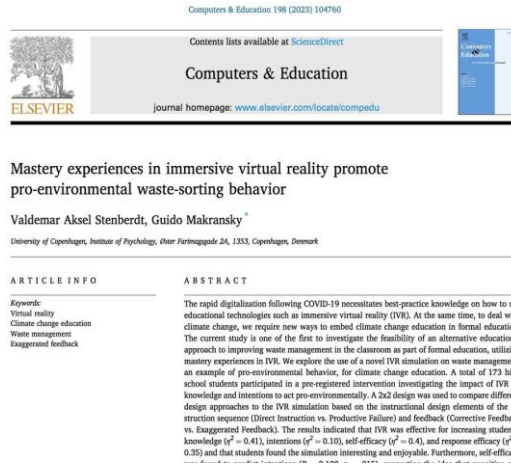 Computers & Education 198 (2023) 104760
Contents lists available at ScienceDirect
Computers & Education
journal homepage: www.elsevier.com/locate/compedu
ELSEVIER
Computers
Education
Mastery experiences in immersive virtual reality promote
pro-environmental waste-sorting behavior
Valdemar Aksel Stenberdt, Guido Makransky *
University of Copenhagen, Institute of Psychology, Øster Farimagsgade 2A, 1353, Copenhagen, Denmark
ARTICLE INFO
Keywords:
Virtual reality
Climate change education
Waste management
Exaggerated feedback
ABSTRACT
The rapid digitalization following COVID-19 necessitates best-practice knowledge on how to
educational technologies such as immersive virtual reality (IVR). At the same time, to deal
climate change, we require new ways to embed climate change education in formal
The current study is one of the first to investigate the feasibility of an alternative
approach to improving waste management in the classroom as part of formal education,
mastery experiences in IVR. We explore the use of a novel IVR simulation on waste
an example of pro-environmental behavior, for climate change education. A total of 173
school students participated in a pre-registered intervention investigating the impact of IVR
knowledge and intentions to act pro-environmentally. A 2x2 design was used to compare
design approaches to the IVR simulation based on the instructional design elements of the
struction sequence (Direct Instruction vs. Productive Failure) and feedback (Corrective
vs. Exaggerated Feedback). The results indicated that IVR was effective for increasing
knowledge (η² = 0.41), intentions (η² = 0.10), self-efficacy (η² = 0.4), and response efficacy
0.35) and that students found the simulation interesting and enjoyable. Furthermore,